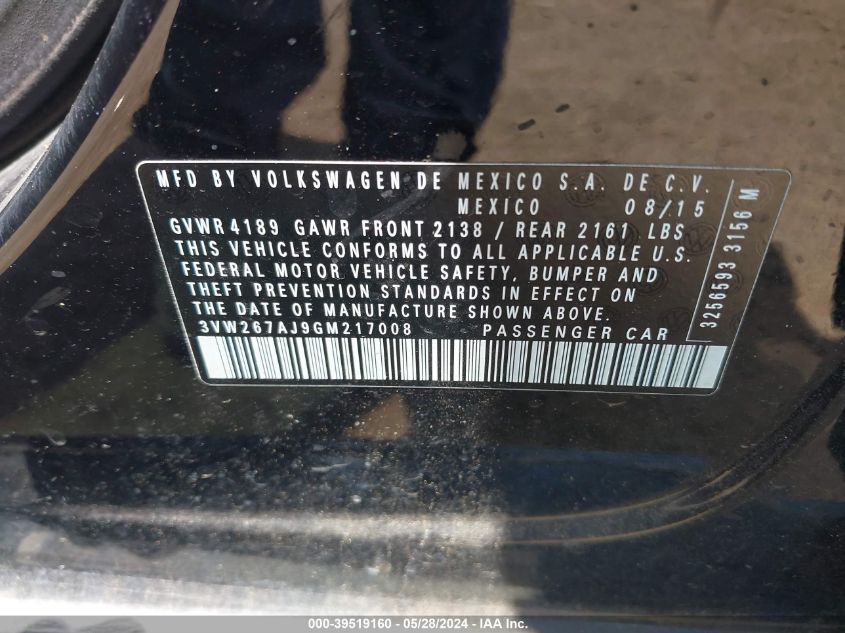 MFD BY VOLKSWAGEN DE MEXICO S.A. DE C.V.
MEXICO 08/15
GVWR 4189 GAWR FRONT 2138 / REAR 2161 LBS
THIS VEHICLE CONFORMS TO ALL APPLICABLE U.S.
FEDERAL MOTOR VEHICLE SAFETY, BUMPER AND
THEFT PREVENTION STANDARDS IN EFFECT ON
THE DATE OF MANUFACTURE SHOWN ABOVE.
3VW267AJ9GM217008 PASSENGER CAR
3256593 3156 M
000-39519160 - 05/28/2024 - IAA Inc.